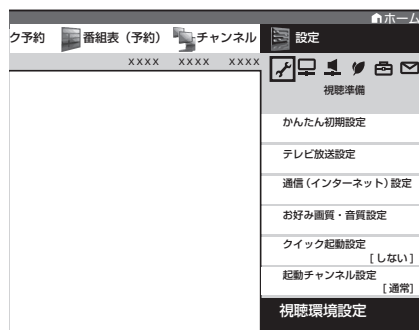 ホーム
ク予約 番組表（予約） チャンネル 設定
xxxx xxxx xxxx
視聴準備
かんたん初期設定
テレビ放送設定
通信（インターネット）設定
お好み画質・音質設定
クイック起動設定
［しない］
起動チャンネル設定
［通常］
視聴環境設定